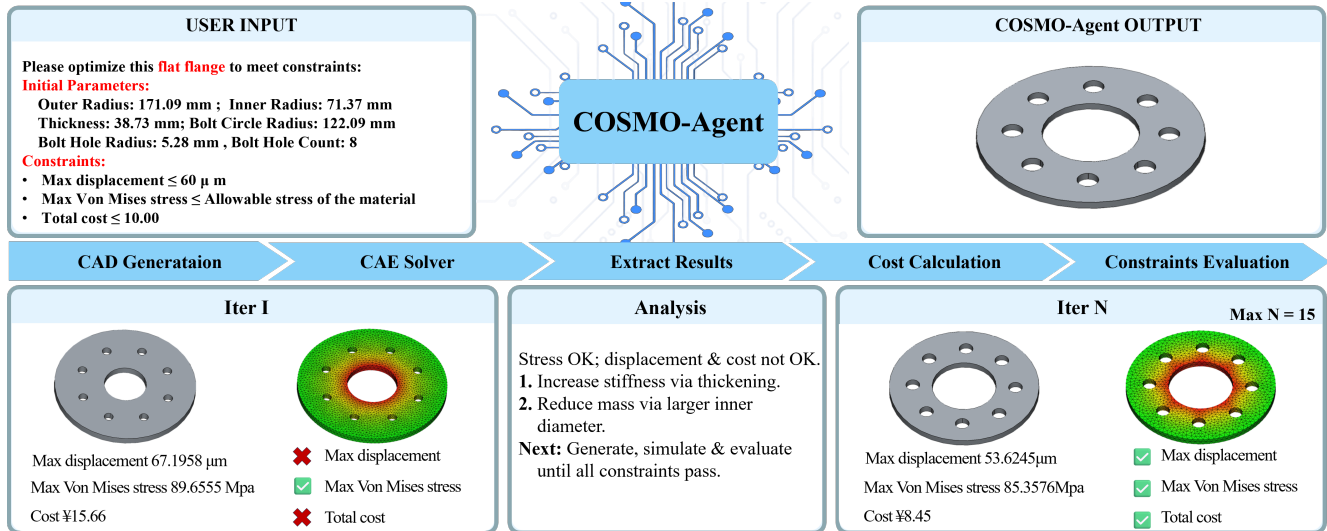 USER INPUT
Please optimize this flat flange to meet constraints:
Initial Parameters:
Outer Radius: 171.09 mm ; Inner Radius: 71.37 mm
Thickness: 38.73 mm; Bolt Circle Radius: 122.09 mm
Bolt Hole Radius: 5.28 mm , Bolt Hole Count: 8
Constraints:
• Max displacement ≤ 60 μ m
• Max Von Mises stress ≤ Allowable stress of the material
• Total cost ≤ 10.00
COSMO-Agent
COSMO-Agent OUTPUT
CAD Generataion
CAE Solver
Extract Results
Cost Calculation
Constraints Evaluation
Iter I
Max displacement 67.1958 μm
Max Von Mises stress 89.6555 Mpa
Cost ¥15.66
Max displacement
Max Von Mises stress
Total cost
Analysis
Stress OK; displacement & cost not OK.
1. Increase stiffness via thickening.
2. Reduce mass via larger inner
diameter.
Next: Generate, simulate & evaluate
until all constraints pass.
Iter N
Max N = 15
Max displacement 53.6245μm
Max Von Mises stress 85.3576Mpa
Cost ¥8.45
Max displacement
Max Von Mises stress
Total cost